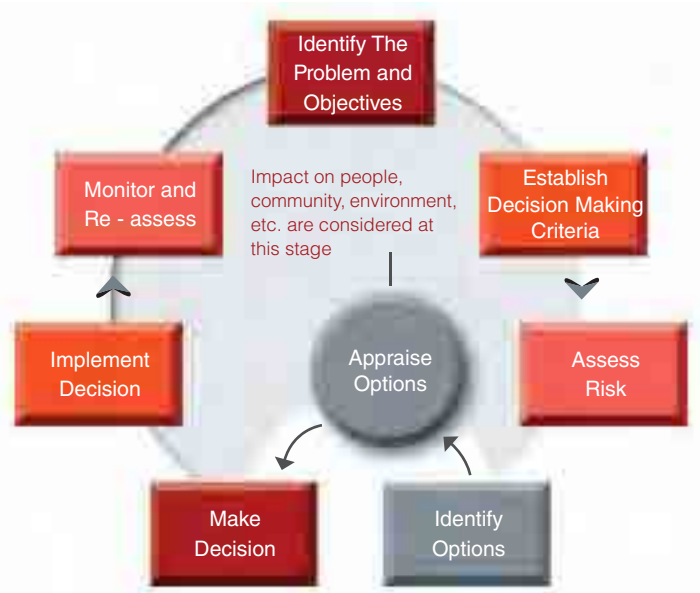 Identify The
Problem and
Objectives
Establish
Decision Making
Criteria
Assess
Risk
Identify
Options
Appraise
Options
Impact on people,
community, environment,
etc. are considered at
this stage
Make
Decision
Implement
Decision
Monitor and
Re - assess